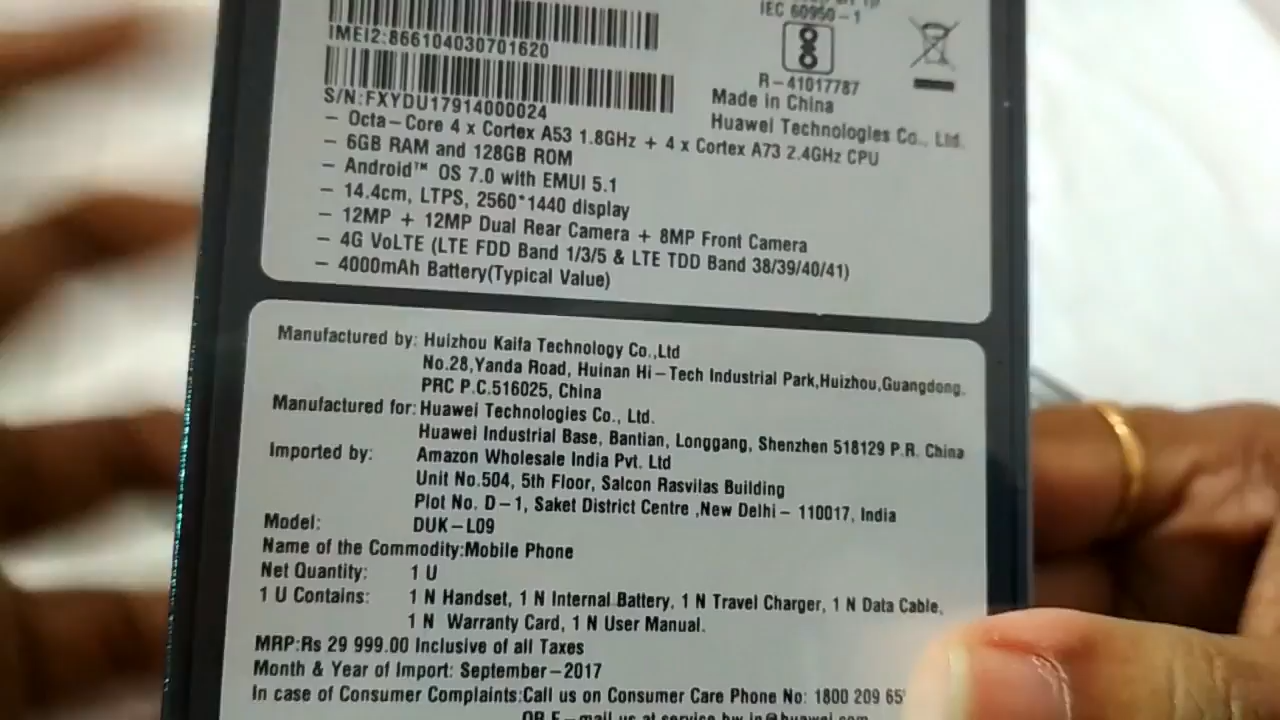 IEC 60950-1
IMEI2:866104030701620
R-41017787
S/N:FXYDU17914000024
Made in China
Huawei Technologies Co., Ltd.
- Octa-Core 4 x Cortex A53 1.8GHz + 4 x Cortex A73 2.4GHz CPU
- 6GB RAM and 128GB ROM
- Android™ OS 7.0 with EMUI 5.1
- 14.4cm, LTPS, 2560*1440 display
- 12MP + 12MP Dual Rear Camera + 8MP Front Camera
- 4G VoLTE (LTE FDD Band 1/3/5 & LTE TDD Band 38/39/40/41)
- 4000mAh Battery(Typical Value)
Manufactured by: Huizhou Kaifa Technology Co.,Ltd
No.28,Yanda Road, Huinan Hi-Tech Industrial Park,Huizhou,Guangdong.
PRC P.C.516025, China
Manufactured for: Huawei Technologies Co., Ltd.
Huawei Industrial Base, Bantian, Longgang, Shenzhen 518129 P.R. China
Imported by: Amazon Wholesale India Pvt. Ltd
Unit No.504, 5th Floor, Salcon Rasvilas Building
Plot No. D-1, Saket District Centre ,New Delhi- 110017, India
Model: DUK-L09
Name of the Commodity:Mobile Phone
Net Quantity: 1 U
1 U Contains: 1 N Handset, 1 N Internal Battery, 1 N Travel Charger, 1 N Data Cable,
1 N Warranty Card, 1 N User Manual.
MRP:Rs 29 999.00 Inclusive of all Taxes
Month & Year of Import: September-2017
In case of Consumer Complaints:Call us on Consumer Care Phone No: 1800 209 65
OR E-mail us at service.hw.in@huawei.com